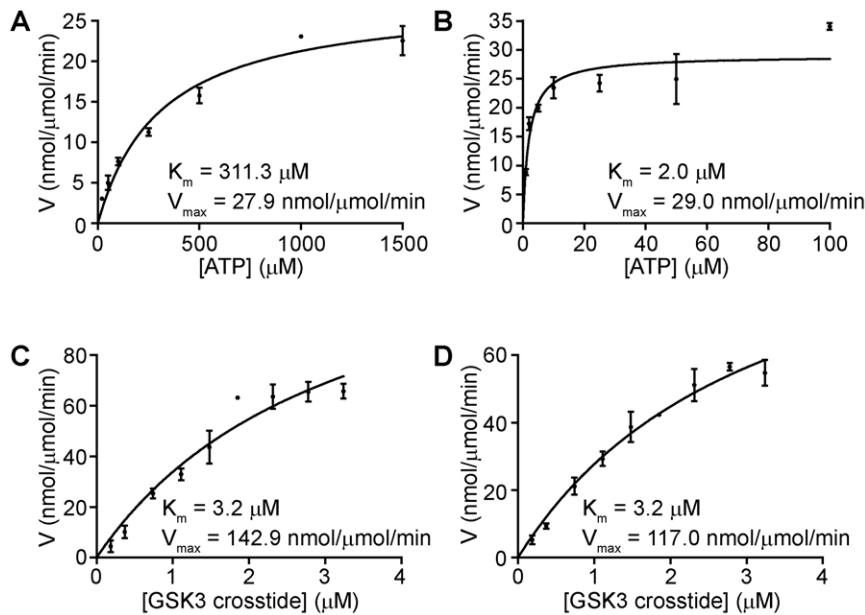 A
V (nmol/μmol/min)
25
20
15
10
5
0
0 500 1000 1500
[ATP] (μM)
Km = 311.3 μM
Vmax = 27.9 nmol/μmol/min
B
V (nmol/μmol/min)
35
30
25
20
15
10
5
0
0 20 40 60 80 100
[ATP] (μM)
Km = 2.0 μM
Vmax = 29.0 nmol/μmol/min
C
V (nmol/μmol/min)
80
60
40
20
0
0 1 2 3 4
[GSK3 crosstide] (μM)
Km = 3.2 μM
Vmax = 142.9 nmol/μmol/min
D
V (nmol/μmol/min)
60
40
20
0
0 1 2 3 4
[GSK3 crosstide] (μM)
Km = 3.2 μM
Vmax = 117.0 nmol/μmol/min